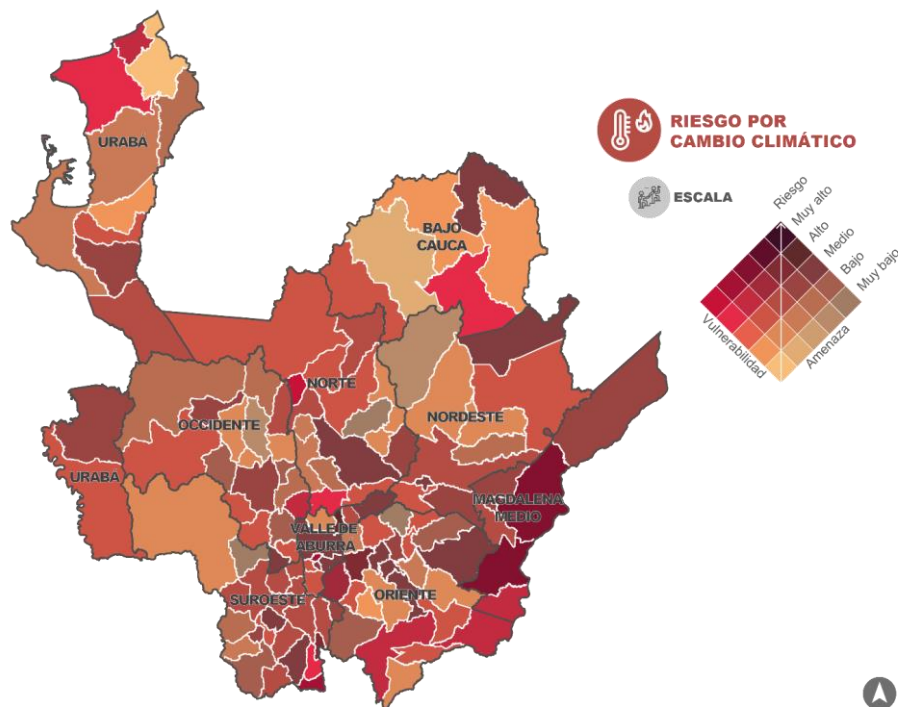 URABA
RIESGO POR
CAMBIO CLIMÁTICO
ESCALA
Riesgo
Muy alto
Alto
Medio
Bajo
Muy bajo
Vulnerabilidad
Amenaza
BAJO
CAUCA
NORTE
OCCIDENTE
NORDESTE
URABA
MAGDALENA
MEDIO
VALLE DE
ABURRA
SUROESTE
ORIENTE